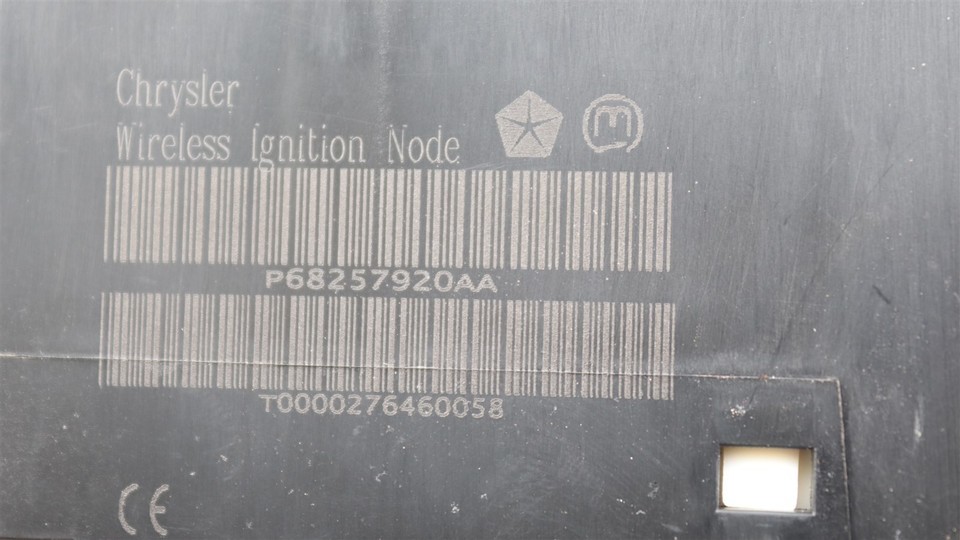 Chrysler
Wireless Ignition Node
P68257920AA
T0000276460058
CE